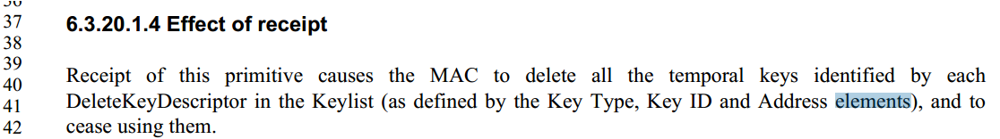 37 6.3.20.1.4 Effect of receipt
38
39
40 Receipt of this primitive causes the MAC to delete all the temporal keys identified by each
41 DeleteKeyDescriptor in the Keylist (as defined by the Key Type, Key ID and Address elements), and to
42 cease using them.